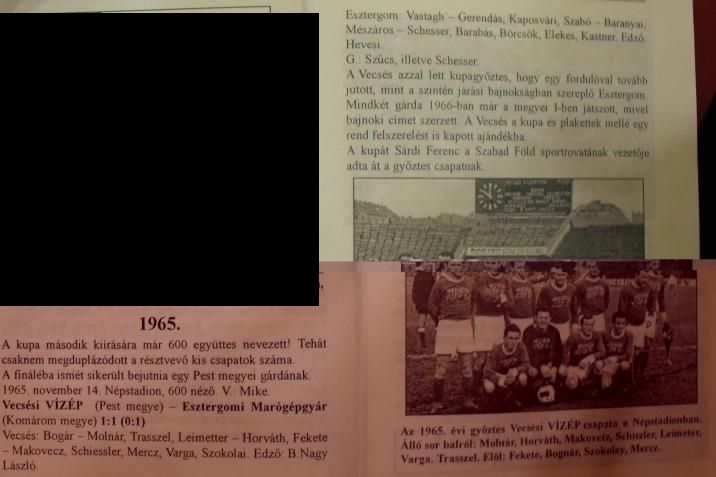 1965.
A kupa második kiírására már 600 együttes nevezett! Tehát
csaknem megduplázódott a résztvevő kis csapatok száma.
A fináléba ismét sikerült bejutnia egy Pest megyei gárdának.
1965. november 14. Népstadion, 600 néző. V.: Mike.
Vecsési VÍZÉP (Pest megye) – Esztergomi Marógépgyár
(Komárom megye) 1:1 (0:1)
Vecsés: Bogár – Molnár, Trasszel, Leimetter – Horváth, Fekete
– Makovecz, Schiessler, Mercz, Varga, Szokolai. Edző: B.Nagy
László.
Esztergom: Vastagh – Gerendás, Kaposvári, Szabó – Baranyai,
Mészáros – Schesser, Barabás, Börcsök, Elekes, Kastner. Edző:
Hevesi.
G.: Szűcs, illetve Schesser.
A Vecsés azzal lett kupagyőztes, hogy egy fordulóval tovább
jutott, mint a szintén járási bajnokságban szereplő Esztergom.
Mindkét gárda 1966-ban már a megyei I-ben játszott, mivel
bajnoki címet szerzett. A Vecsés a kupa és plakettek mellé egy
rend felszerelést is kapott ajándékba.
A kupát Sárdi Ferenc a Szabad Föld sportrovatának vezetője
adta át a győztes csapatnak.
Az 1965. évi győztes Vecsési VÍZÉP csapata a Népstadionban.
Álló sor balról: Molnár, Horváth, Makovetz, Schiszler, Leimeter,
Varga. Trasszel. Elöl: Fekete, Bognár, Szokolay, Mercz.